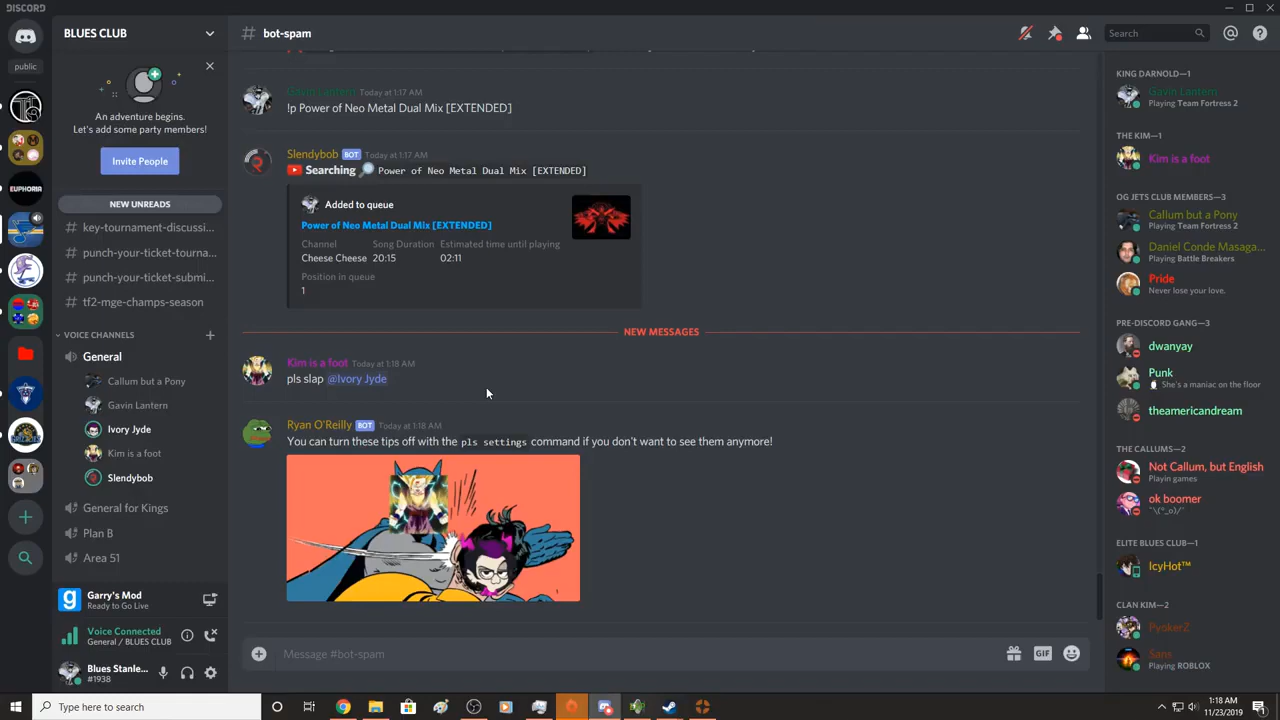 DISCORD
public
EUPHORIA
BLUES CLUB
An adventure begins.
Let's add some party members!
Invite People
NEW UNREADS
# key-tournament-discussi...
# punch-your-ticket-tourna...
# punch-your-ticket-submi...
# tf2-mge-champs-season
VOICE CHANNELS
General
Callum but a Pony
Gavin Lantern
Ivory Jyde
Kim is a foot
Slendybob
General for Kings
Plan B
Area 51
Garry's Mod
Ready to Go Live
Voice Connected
General / BLUES CLUB
Blues Stanle...
#1938
# bot-spam
Search
Gavin Lantern Today at 1:17 AM
!p Power of Neo Metal Dual Mix [EXTENDED]
Slendybob BOT Today at 1:17 AM
Searching Power of Neo Metal Dual Mix [EXTENDED]
Added to queue
Power of Neo Metal Dual Mix [EXTENDED]
Channel Song Duration Estimated time until playing
Cheese Cheese 20:15 02:11
Position in queue
1
NEW MESSAGES
Kim is a foot Today at 1:18 AM
pls slap @Ivory Jyde
Ryan O'Reilly BOT Today at 1:18 AM
You can turn these tips off with the pls settings command if you don't want to see them anymore!
Message #bot-spam
GIF
KING DARNOLD—1
Gavin Lantern
Playing Team Fortress 2
THE KIM—1
Kim is a foot
OG JETS CLUB MEMBERS—3
Callum but a Pony
Playing Team Fortress 2
Daniel Conde Masaga...
Playing Battle Breakers
Pride
Never lose your love.
PRE-DISCORD GANG—3
dwanyay
Punk
She's a maniac on the floor
theamericandream
THE CALLUMS—2
Not Callum, but English
Playin games
ok boomer
¯\(°_o)/¯
ELITE BLUES CLUB—1
IcyHot™
CLAN KIM—2
PyokerZ
Sans
Playing ROBLOX
Type here to search
1:18 AM
11/23/2019